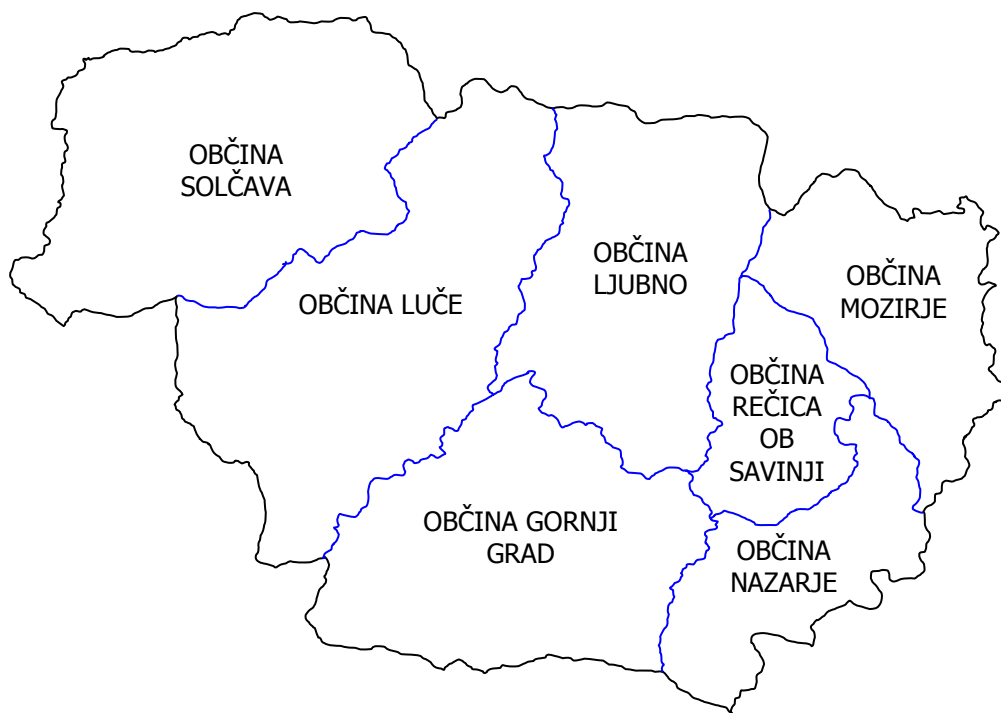 OBČINA
SOLČAVA
OBČINA LUČE
OBČINA
LJUBNO
OBČINA
MOZIRJE
OBČINA
REČICA
OB
SAVINJI
OBČINA GORNJI
GRAD
OBČINA
NAZARJE